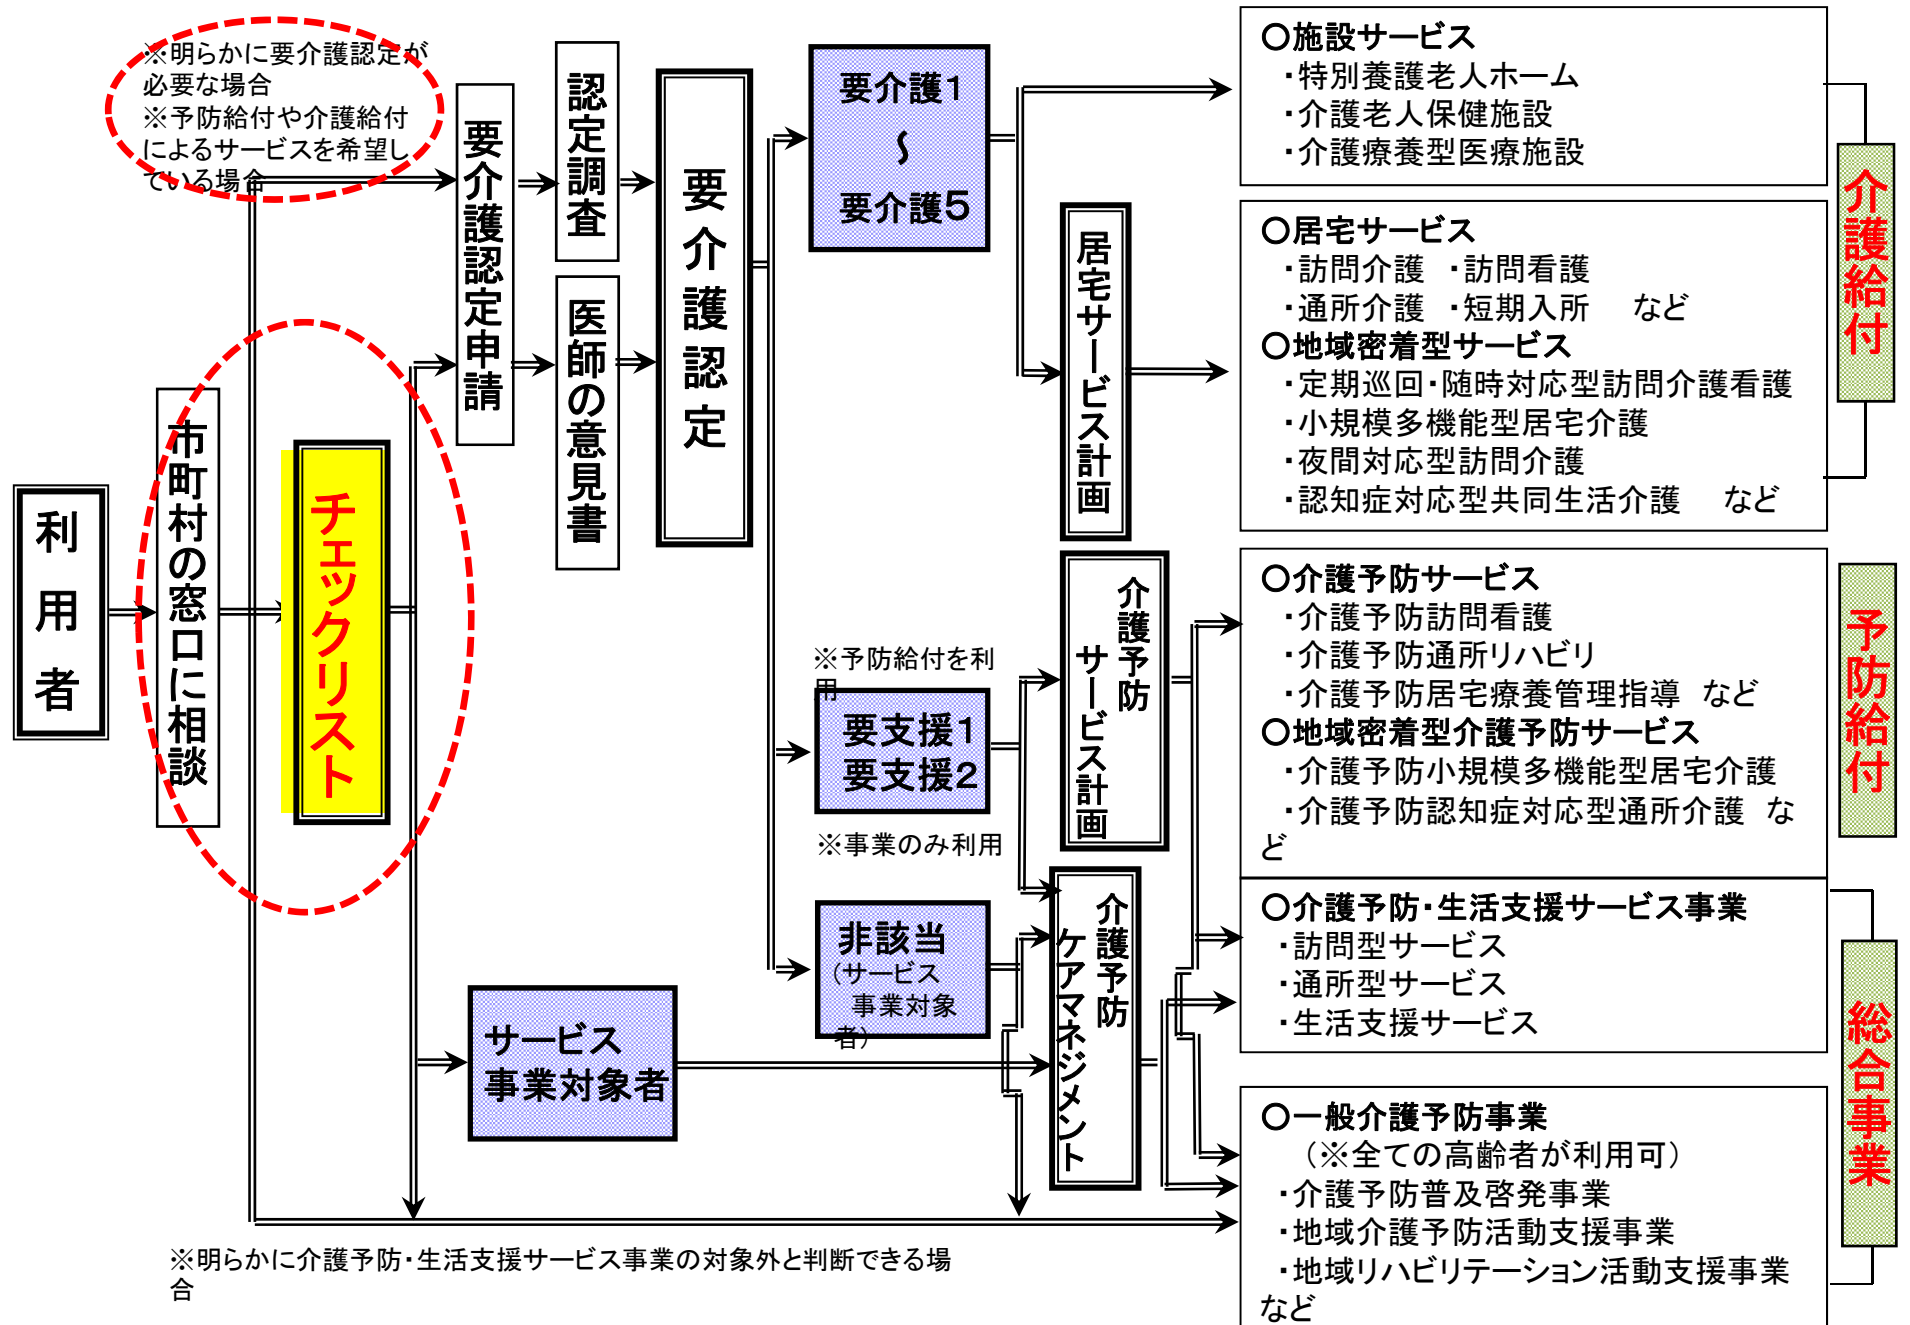 ※明らかに要介護認定が
必要な場合
※予防給付や介護給付
によるサービスを希望し
ている場合
利用者
市町村の窓口に相談
チェックリスト
要介護認定申請
認定調査
医師の意見書
要介護認定
要介護1
～
要介護5
※予防給付を利
用
要支援1
要支援2
※事業のみ利用
非該当
（サービス
事業対象
者）
サービス
事業対象者
居宅サービス計画
介護予防
サービス計画
介護予防
ケアマネジメント
○施設サービス
・特別養護老人ホーム
・介護老人保健施設
・介護療養型医療施設
○居宅サービス
・訪問介護 ・訪問看護
・通所介護 ・短期入所 など
○地域密着型サービス
・定期巡回・随時対応型訪問介護看護
・小規模多機能型居宅介護
・夜間対応型訪問介護
・認知症対応型共同生活介護 など
○介護予防サービス
・介護予防訪問看護
・介護予防通所リハビリ
・介護予防居宅療養管理指導 など
○地域密着型介護予防サービス
・介護予防小規模多機能型居宅介護
・介護予防認知症対応型通所介護 な
ど
○介護予防・生活支援サービス事業
・訪問型サービス
・通所型サービス
・生活支援サービス
○一般介護予防事業
（※全ての高齢者が利用可）
・介護予防普及啓発事業
・地域介護予防活動支援事業
・地域リハビリテーション活動支援事業
など
介護給付
予防給付
総合事業
※明らかに介護予防・生活支援サービス事業の対象外と判断できる場
合